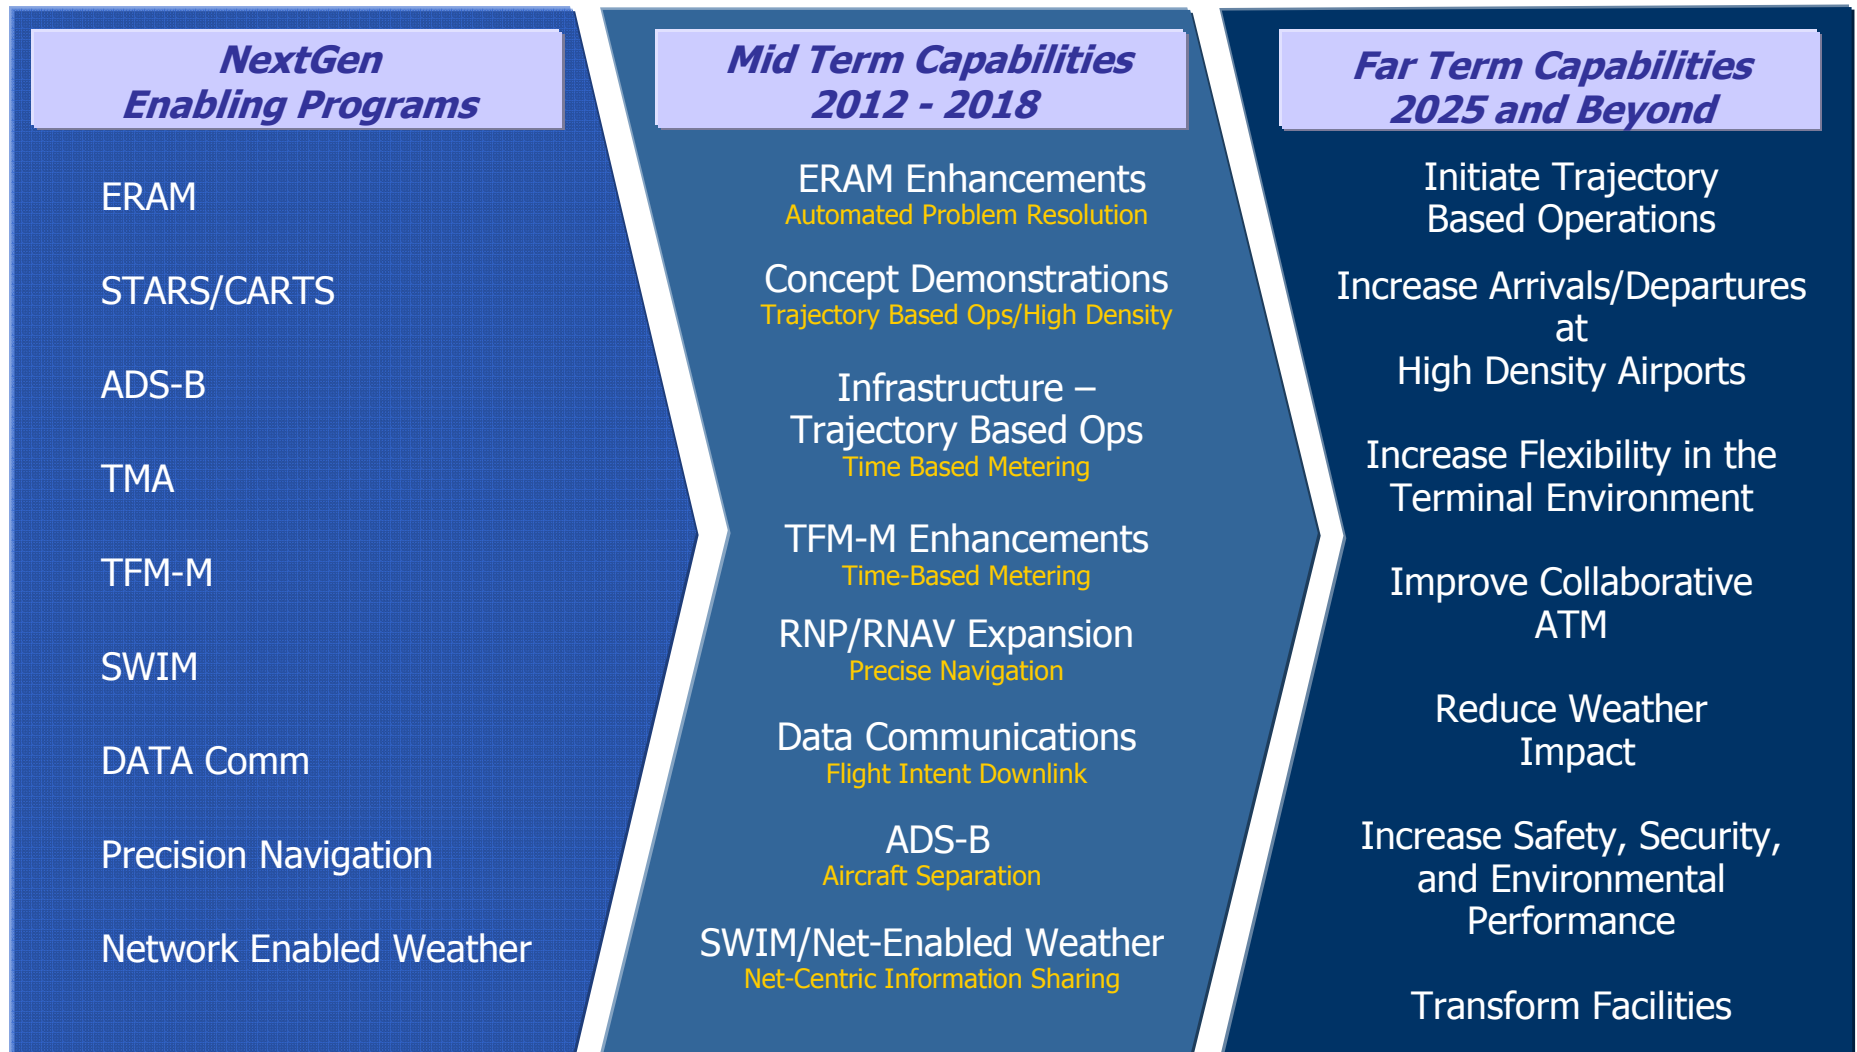 NextGen
Enabling Programs
ERAM
STARS/CARTS
ADS-B
TMA
TFM-M
SWIM
DATA Comm
Precision Navigation
Network Enabled Weather
Mid Term Capabilities
2012 - 2018
ERAM Enhancements
Automated Problem Resolution
Concept Demonstrations
Trajectory Based Ops/High Density
Infrastructure –
Trajectory Based Ops
Time Based Metering
TFM-M Enhancements
Time-Based Metering
RNP/RNAV Expansion
Precise Navigation
Data Communications
Flight Intent Downlink
ADS-B
Aircraft Separation
SWIM/Net-Enabled Weather
Net-Centric Information Sharing
Far Term Capabilities
2025 and Beyond
Initiate Trajectory
Based Operations
Increase Arrivals/Departures
at
High Density Airports
Increase Flexibility in the
Terminal Environment
Improve Collaborative
ATM
Reduce Weather
Impact
Increase Safety, Security,
and Environmental
Performance
Transform Facilities